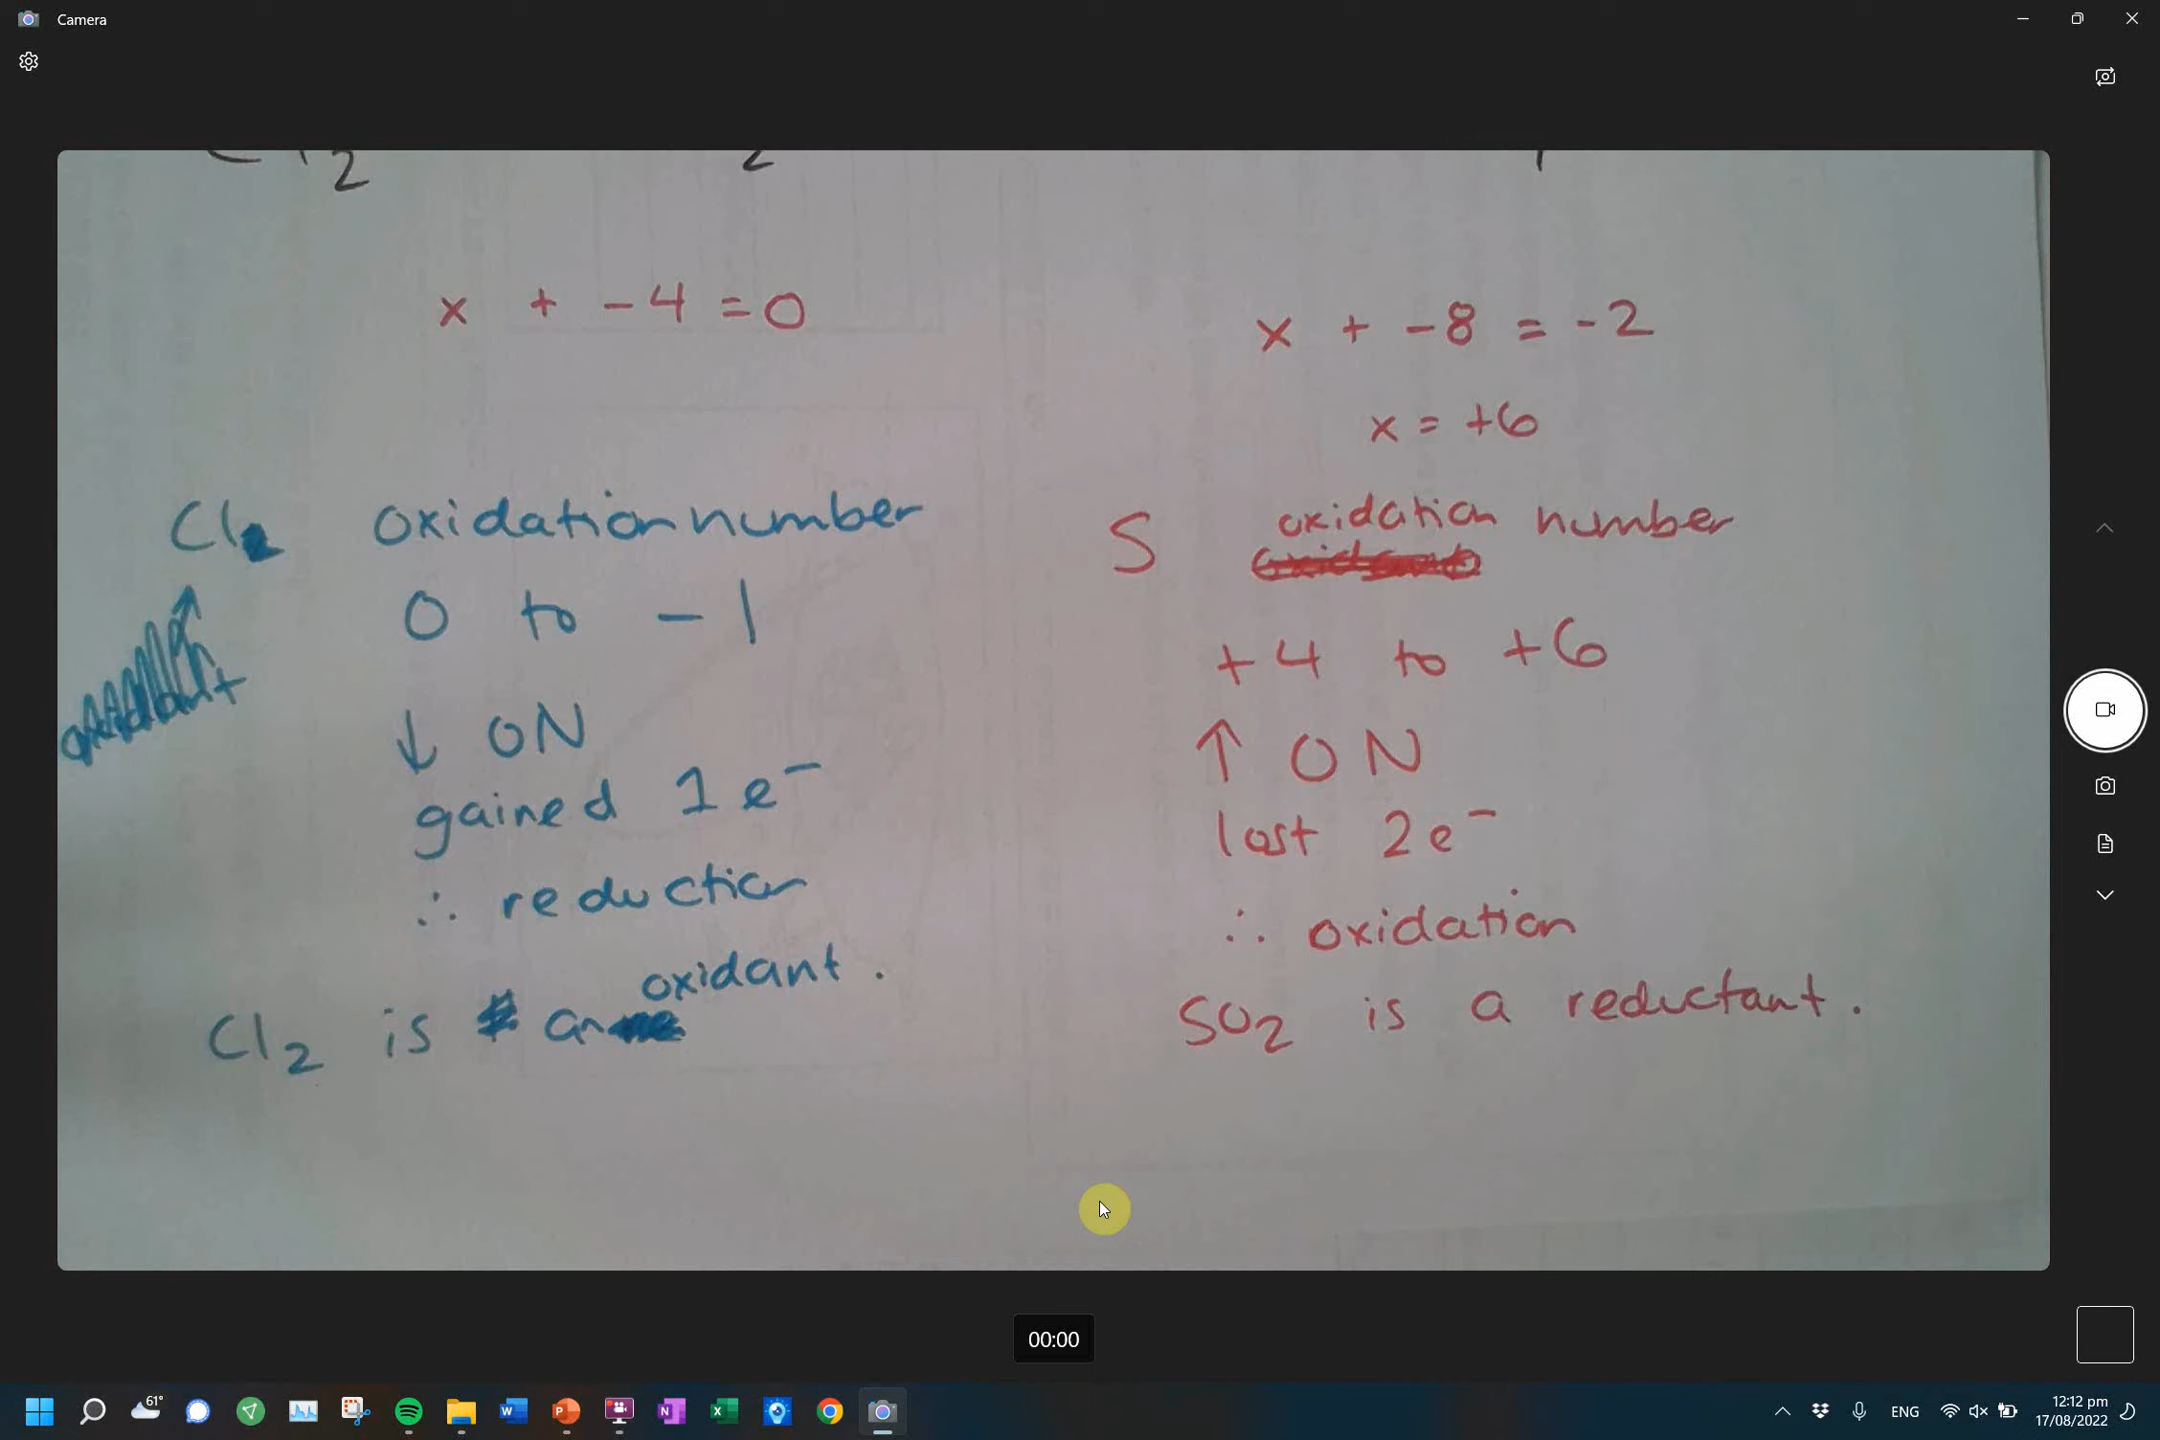 Camera
x + -4 = 0
x + -8 = -2
x = +6
Cl oxidation number
0 to -1
↓ ON
gained 1 e⁻
∴ reduction
Cl₂ is an oxidant.
S oxidation number
+4 to +6
↑ ON
lost 2e⁻
∴ oxidation
SO₂ is a reductant.
00:00
61°
ENG
12:12 pm
17/08/2022